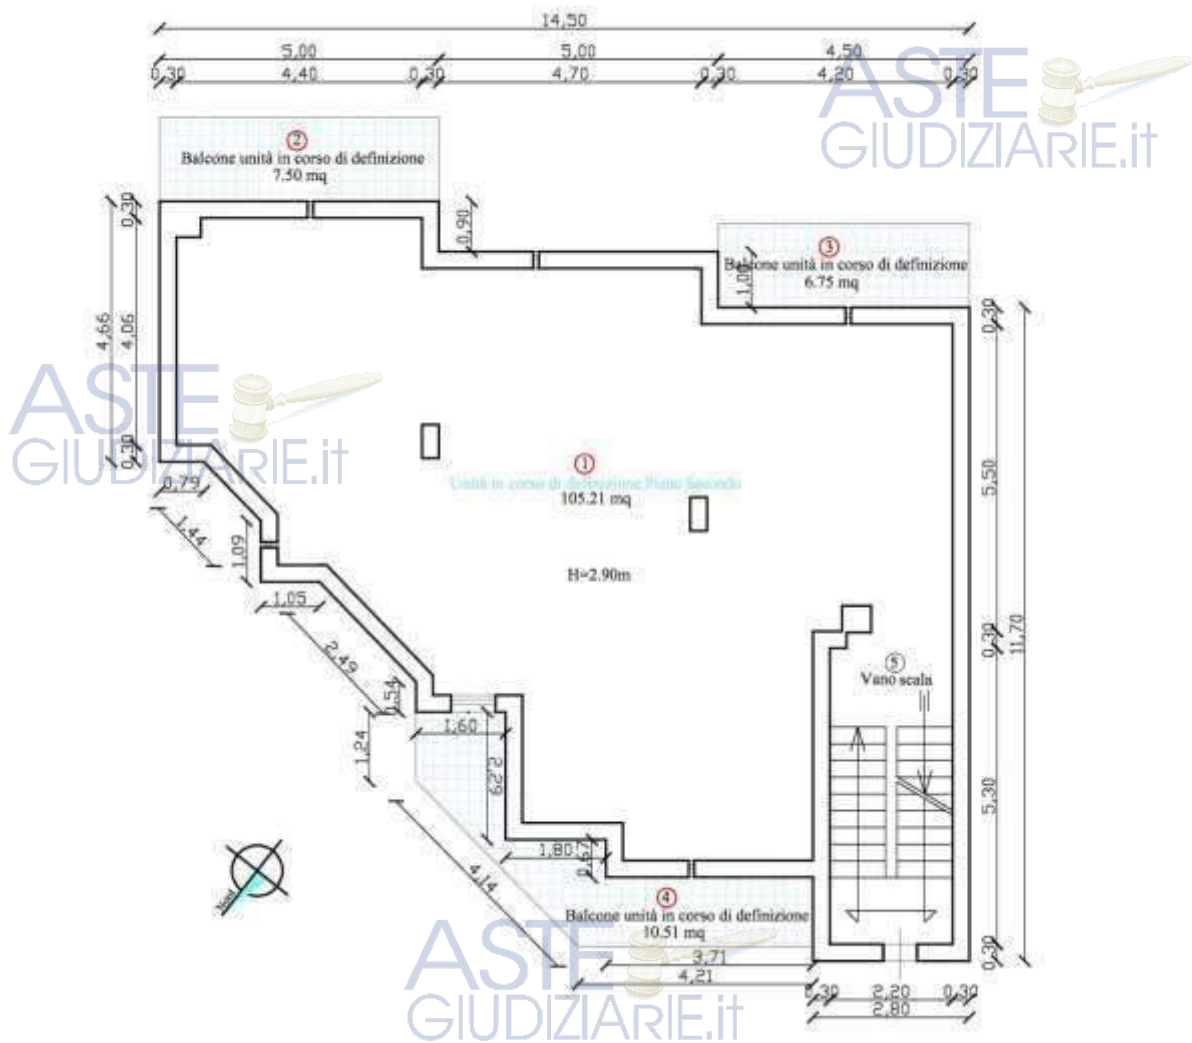 14,50
5,00 5,00 4,50
0,30 4,40 0,30 4,70 0,30 4,20 0,30
ASTE
GIUDIZIARIE.it
2
Balcone unità in corso di definizione
7.50 mq
0,30
0,90
3
Balcone unità in corso di definizione
6.75 mq
1,00
0,30
4,66
4,06
ASTE
GIUDIZIARIE.it
0,30
0,79
1,44
1,09
1,05
2,49
0,54
1,24
1
Unità in corso di definizione Piano Secondo
105.21 mq
H=2.90m
5,50
11,70
0,30
5
Vano scala
1,60
2,29
5,30
1,80
0,67
4,14
Nord
4
Balcone unità in corso di definizione
10.51 mq
ASTE
GIUDIZIARIE.it
3,71
4,21
0,30
0,30 2,20 0,30
2,80